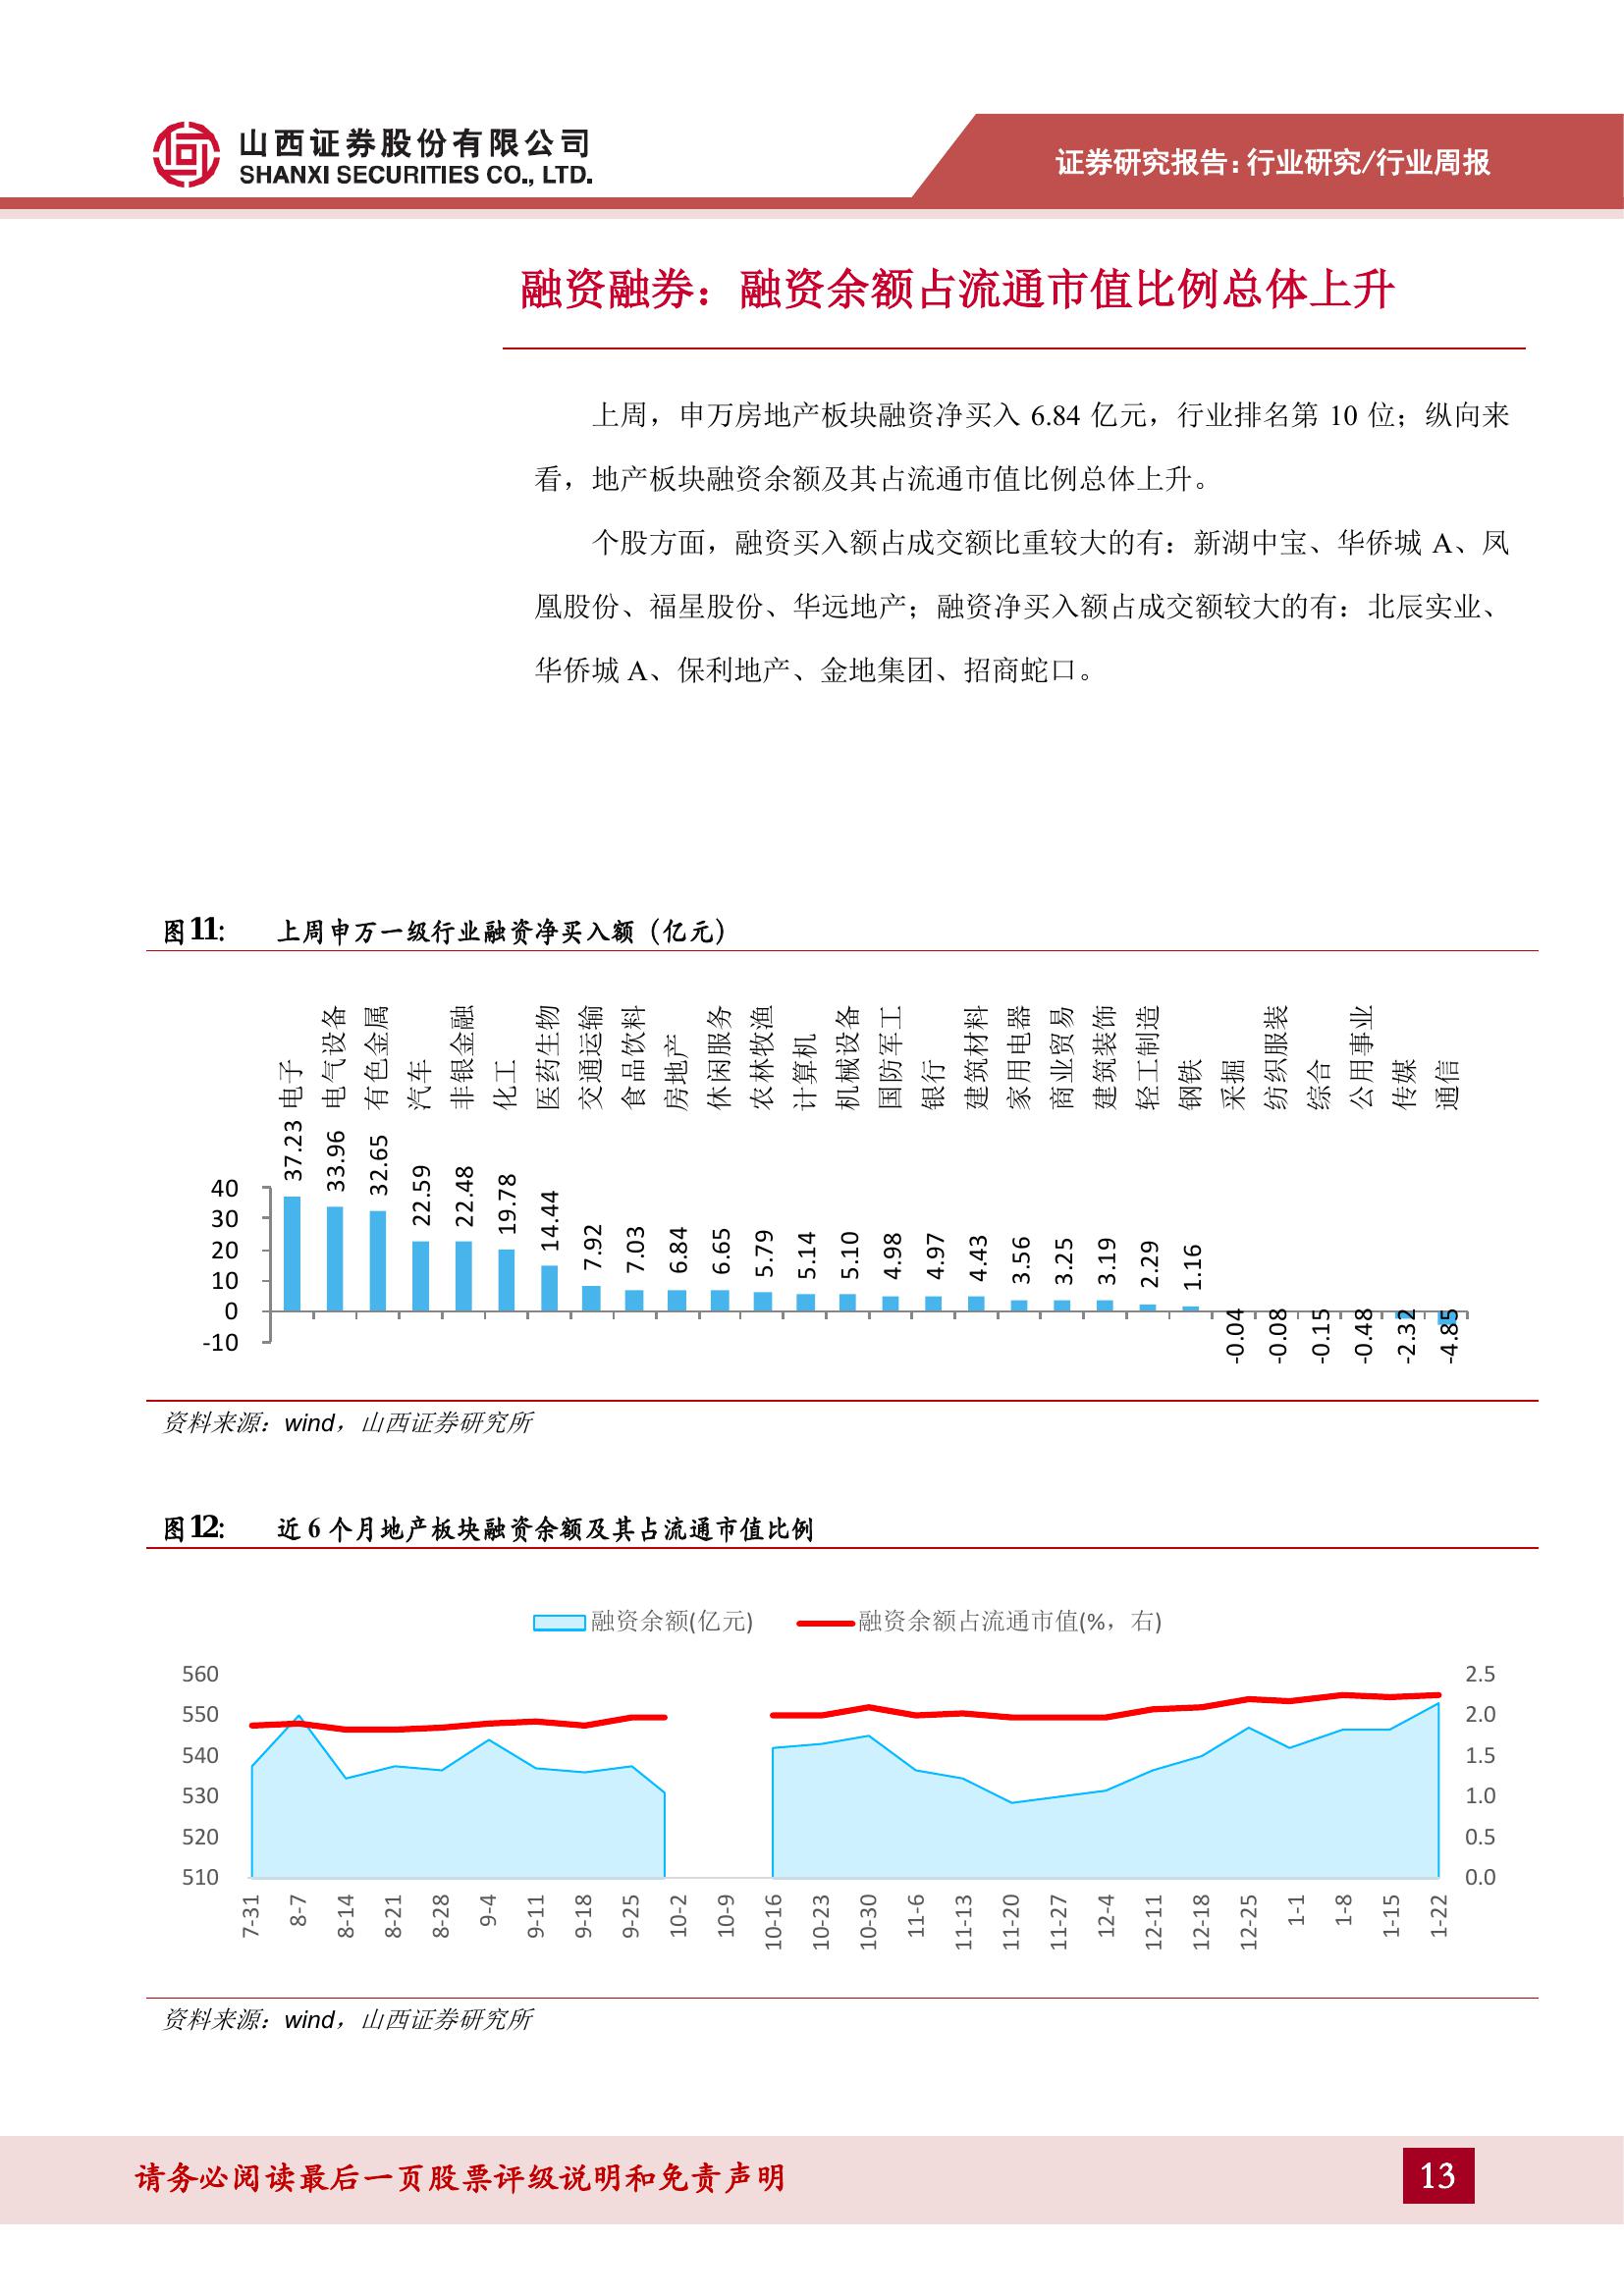 山西证券股份有限公司
SHANXI SECURITIES CO., LTD.
证券研究报告:行业研究/行业周报
融资融券：融资余额占流通市值比例总体上升
上周，申万房地产板块融资净买入 6.84 亿元，行业排名第 10 位；纵向来
看，地产板块融资余额及其占流通市值比例总体上升。
个股方面，融资买入额占成交额比重较大的有：新湖中宝、华侨城 A、凤
凰股份、福星股份、华远地产；融资净买入额占成交额较大的有：北辰实业、
华侨城 A、保利地产、金地集团、招商蛇口。
图11: 上周申万一级行业融资净买入额（亿元）
电子 电气设备 有色金属 汽车 非银金融 化工 医药生物 交通运输 食品饮料 房地产 休闲服务 农林牧渔 计算机 机械设备 国防军工 银行 建筑材料 家用电器 商业贸易 建筑装饰 轻工制造 钢铁 采掘 纺织服装 综合 公用事业 传媒 通信
37.23 33.96 32.65 22.59 22.48 19.78 14.44 7.92 7.03 6.84 6.65 5.79 5.14 5.10 4.98 4.97 4.43 3.56 3.25 3.19 2.29 1.16 -0.04 -0.08 -0.15 -0.48 -2.32 -4.85
40
30
20
10
0
-10
资料来源：wind，山西证券研究所
图12: 近 6 个月地产板块融资余额及其占流通市值比例
融资余额(亿元) 融资余额占流通市值(%，右)
560 2.5
550 2.0
540 1.5
530 1.0
520 0.5
510 0.0
7-31 8-7 8-14 8-21 8-28 9-4 9-11 9-18 9-25 10-2 10-9 10-16 10-23 10-30 11-6 11-13 11-20 11-27 12-4 12-11 12-18 12-25 1-1 1-8 1-15 1-22
资料来源：wind，山西证券研究所
请务必阅读最后一页股票评级说明和免责声明
13